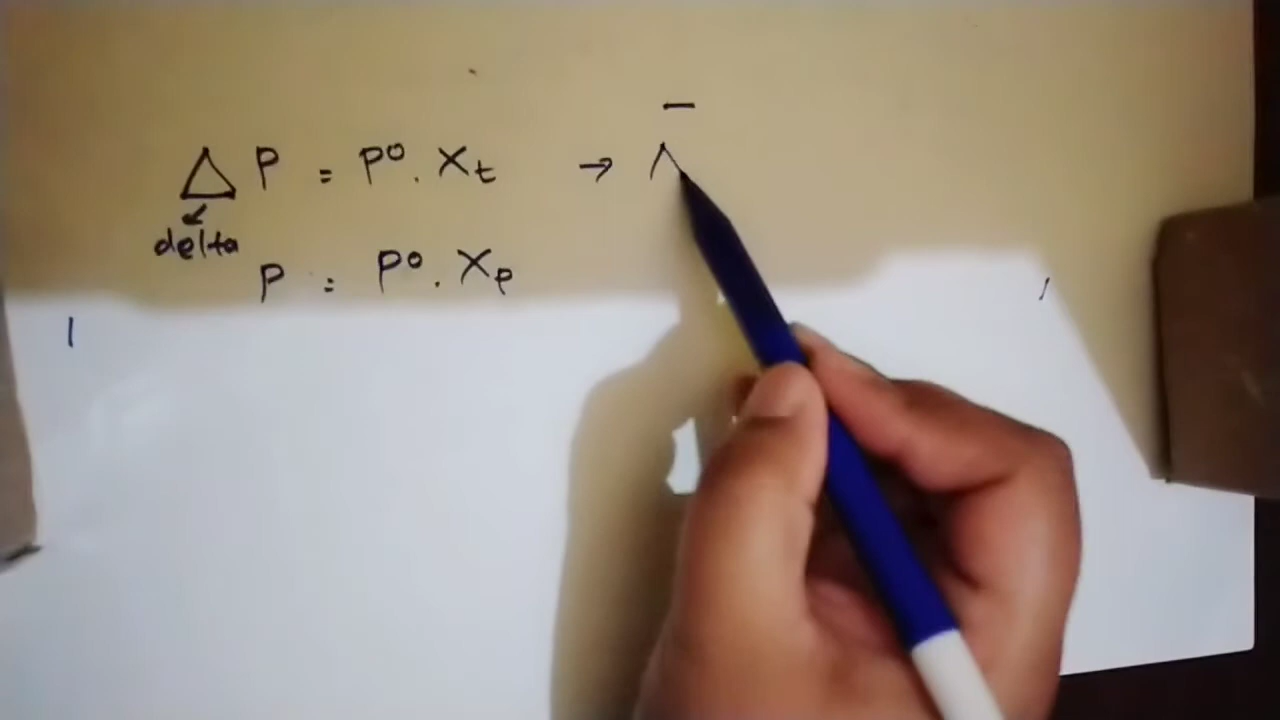 ΔP = P° . Xt →
delta
P : P° . Xp